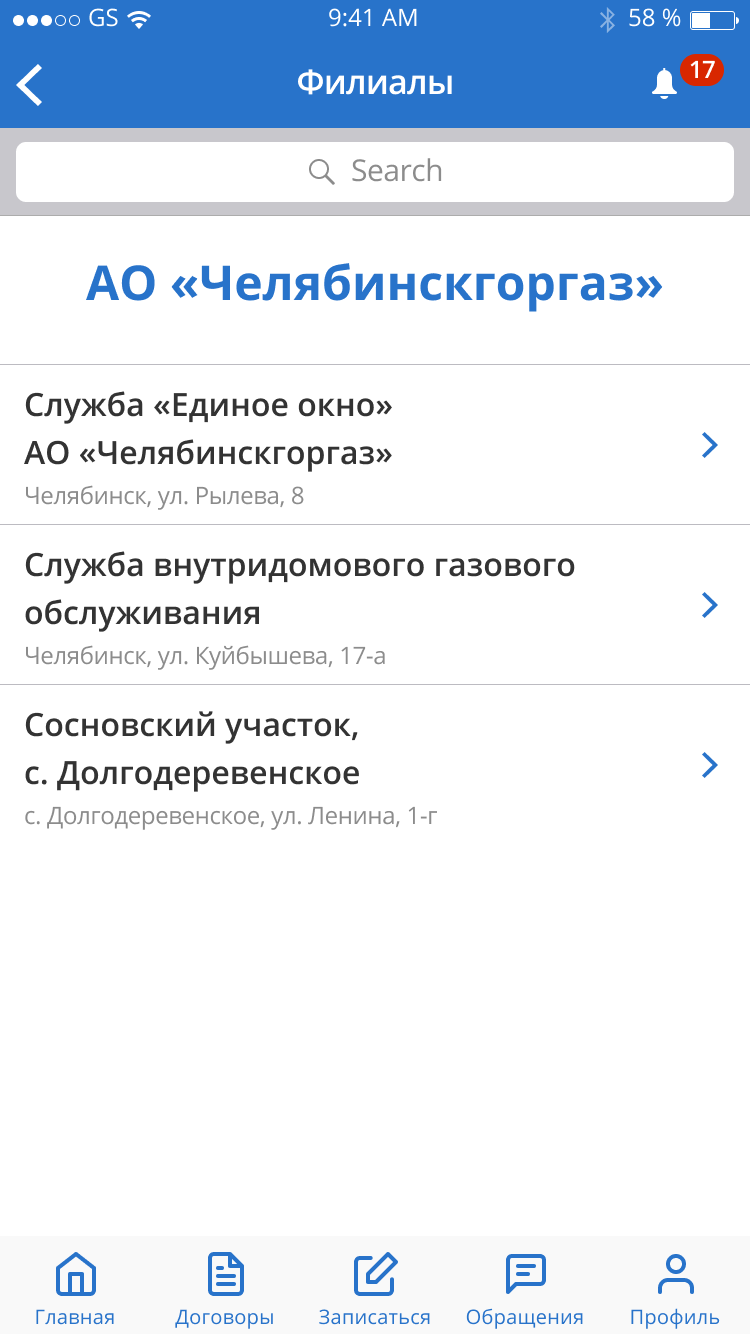 GS 9:41 AM 58 %
Филиалы 17
Search
АО «Челябинскгоргаз»
Служба «Единое окно»
АО «Челябинскгоргаз»
Челябинск, ул. Рылева, 8
Служба внутридомового газового
обслуживания
Челябинск, ул. Куйбышева, 17-а
Сосновский участок,
с. Долгодеревенское
с. Долгодеревенское, ул. Ленина, 1-г
Главная Договоры Записаться Обращения Профиль